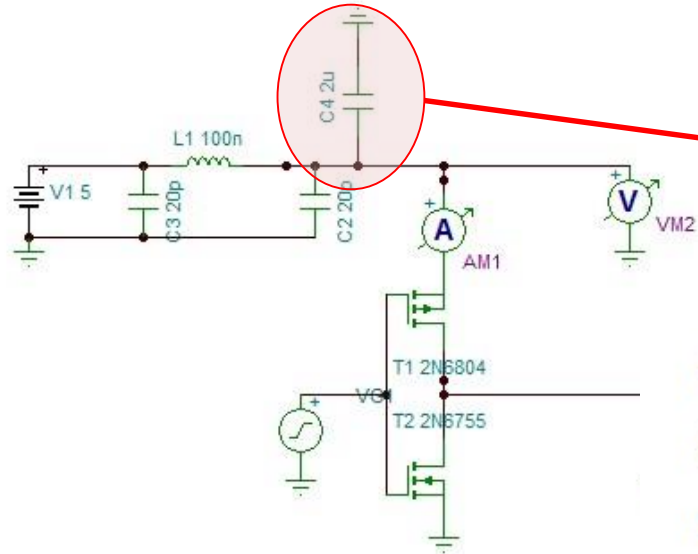 C4 2u
L1 100n
+
V1 5
C3 20p
C2 20p
+
A
AM1
+
V
VM2
T1 2N6804
VG1
+
T2 2N6755